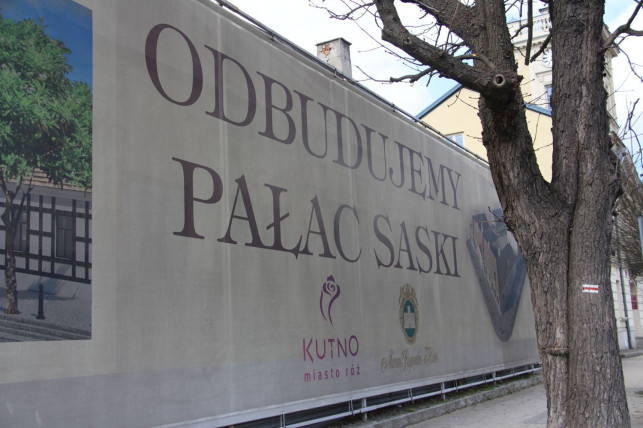 ODBUDUJEMY
PAŁAC SASKI
KUTNO
miasto róż